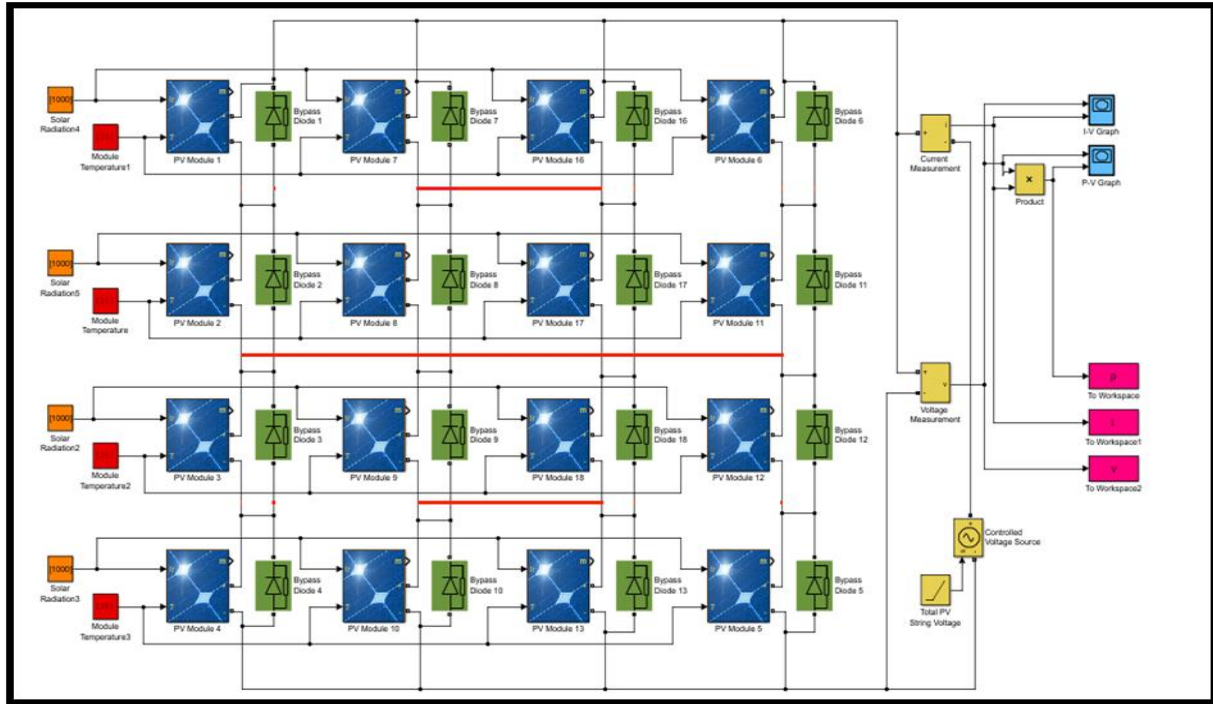 [1000]
Solar
Radiation4
Module
Temperature1
PV Module 1
Bypass
Diode 1
PV Module 7
Bypass
Diode 7
PV Module 16
Bypass
Diode 16
PV Module 6
Bypass
Diode 6
Current
Measurement
I-V Graph
P-V Graph
Product
[1000]
Solar
Radiation5
Module
Temperature
PV Module 2
Bypass
Diode 2
PV Module 8
Bypass
Diode 8
PV Module 17
Bypass
Diode 17
PV Module 11
Bypass
Diode 11
[1000]
Solar
Radiation2
Module
Temperature2
PV Module 3
Bypass
Diode 3
PV Module 9
Bypass
Diode 9
PV Module 18
Bypass
Diode 18
PV Module 12
Bypass
Diode 12
Voltage
Measurement
p
To Workspace
i
To Workspace1
v
To Workspace2
[1000]
Solar
Radiation3
Module
Temperature3
PV Module 4
Bypass
Diode 4
PV Module 10
Bypass
Diode 10
PV Module 13
Bypass
Diode 13
PV Module 5
Bypass
Diode 5
Controlled
Voltage Source
Total PV
String Voltage